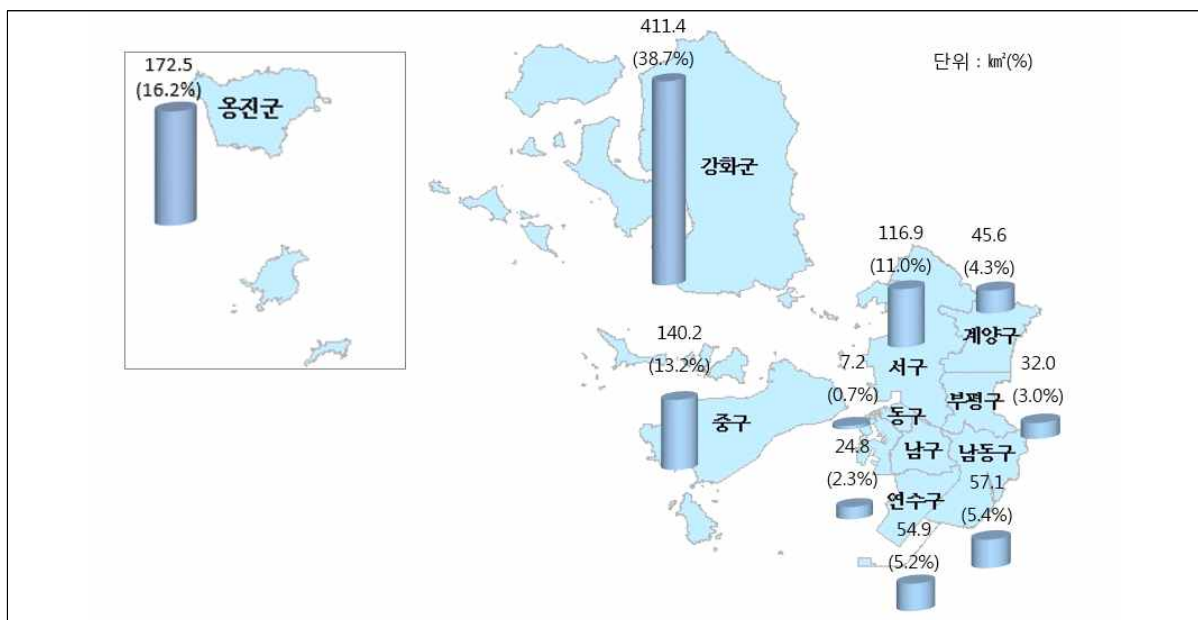 단위 : ㎢(%)
172.5
(16.2%)
옹진군
411.4
(38.7%)
강화군
116.9
(11.0%)
서구
45.6
(4.3%)
계양구
140.2
(13.2%)
중구
7.2
(0.7%)
동구
32.0
(3.0%)
부평구
24.8
(2.3%)
남구
남동구
57.1
(5.4%)
연수구
54.9
(5.2%)